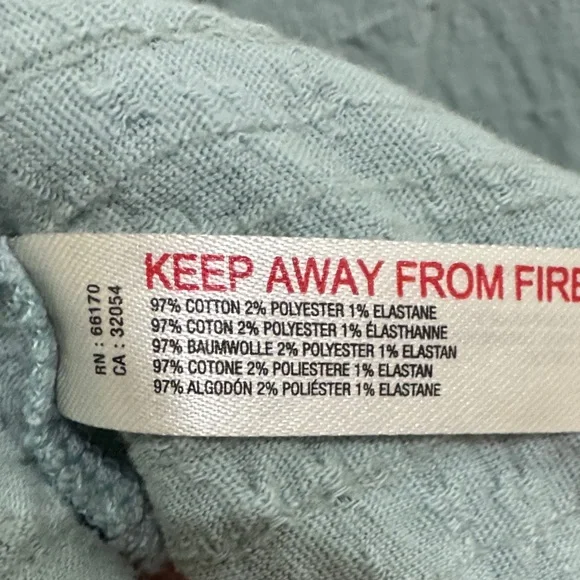 RN : 66170
CA : 32054
KEEP AWAY FROM FIRE
97% COTTON 2% POLYESTER 1% ELASTANE
97% COTON 2% POLYESTER 1% ÉLASTHANNE
97% BAUMWOLLE 2% POLYESTER 1% ELASTAN
97% COTONE 2% POLIESTERE 1% ELASTAN
97% ALGODÓN 2% POLIÉSTER 1% ELASTANE